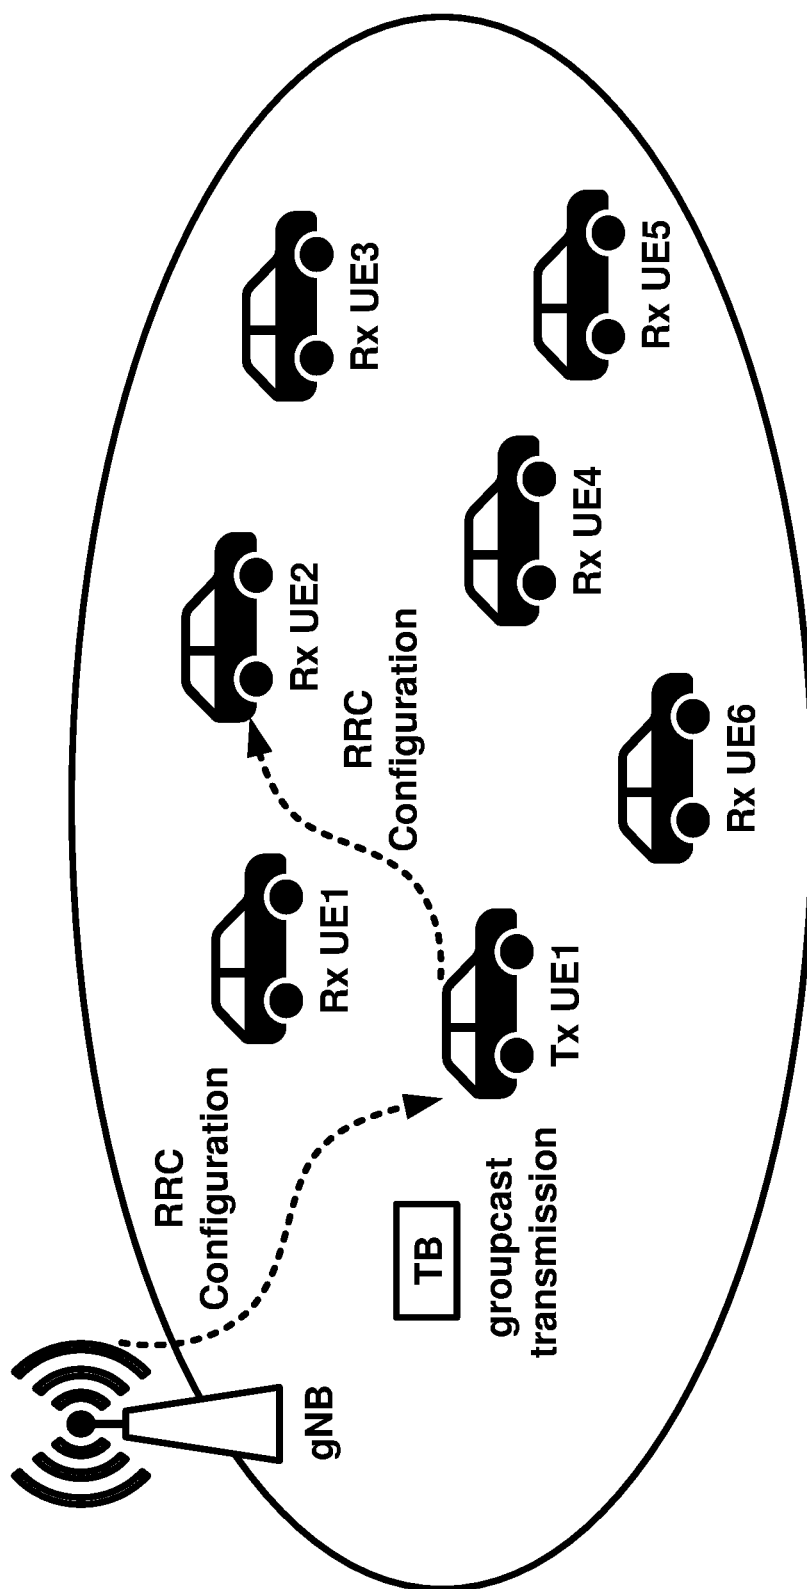 gNB
RRC
Configuration
TB
groupcast
transmission
Tx UE1
Rx UE1
RRC
Configuration
Rx UE2
Rx UE3
Rx UE4
Rx UE5
Rx UE6